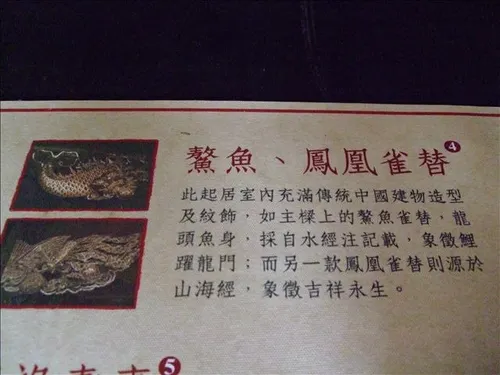 鰲魚、鳳凰雀替4
此起居室內充滿傳統中國建物造型
及紋飾，如主樑上的鰲魚雀替，龍
頭魚身，採自水經注記載，象徵鯉
躍龍門；而另一款鳳凰雀替則源於
山海經，象徵吉祥永生。
5